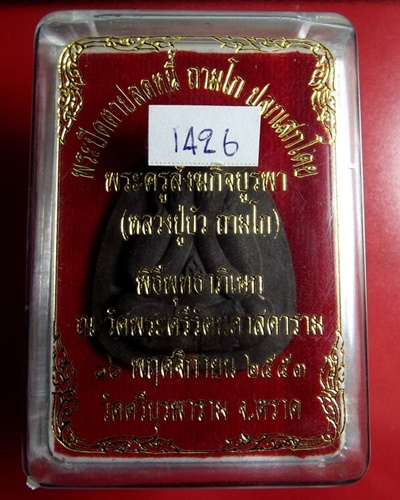 พระปิดตาปลดหนี้ ถามโก ปลุกเสกโดย
1426
พระครูสังฆกิจบูรพา
(หลวงปู่บัว ถามโก)
พิธีพุทธาภิเษก
ณ วัดพระศรีรัตนศาสดาราม
๑๖ พฤศจิกายน ๒๕๕๓
วัดศรีบุรพาราม จ.ตราด